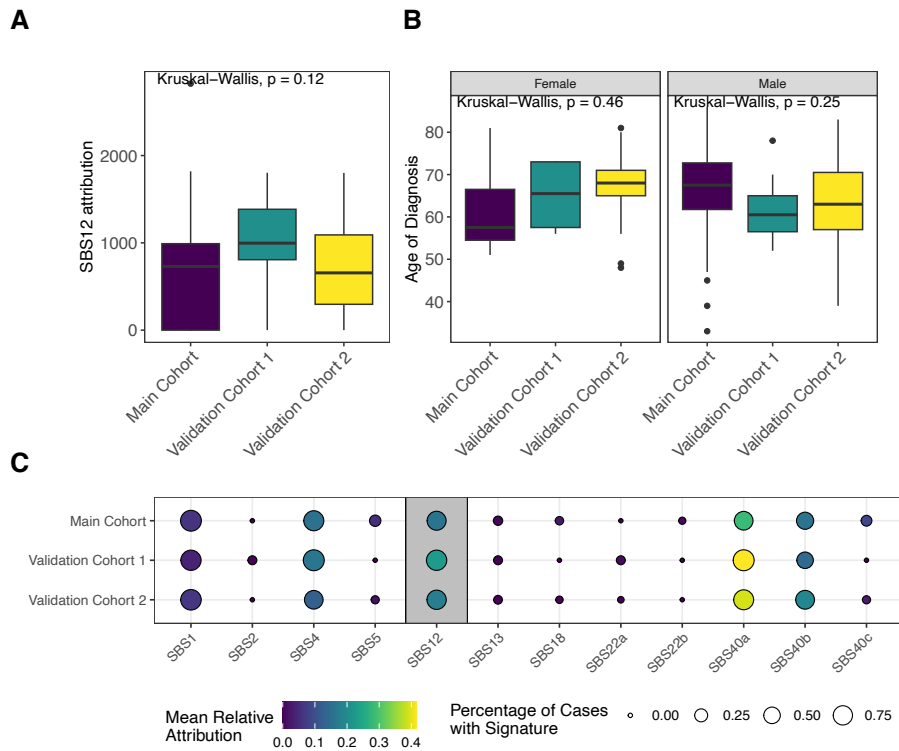 A
Kruskal−Wallis, p = 0.12
SBS12 attribution
2000
1000
0
Main Cohort
Validation Cohort 1
Validation Cohort 2
B
Female
Male
Kruskal−Wallis, p = 0.46
Kruskal−Wallis, p = 0.25
Age of Diagnosis
80
70
60
50
40
Main Cohort
Validation Cohort 1
Validation Cohort 2
Main Cohort
Validation Cohort 1
Validation Cohort 2
C
Main Cohort
Validation Cohort 1
Validation Cohort 2
SBS1
SBS2
SBS4
SBS5
SBS12
SBS13
SBS18
SBS22a
SBS22b
SBS40a
SBS40b
SBS40c
Mean Relative
Attribution
0.0 0.1 0.2 0.3 0.4
Percentage of Cases
with Signature
0.00 0.25 0.50 0.75